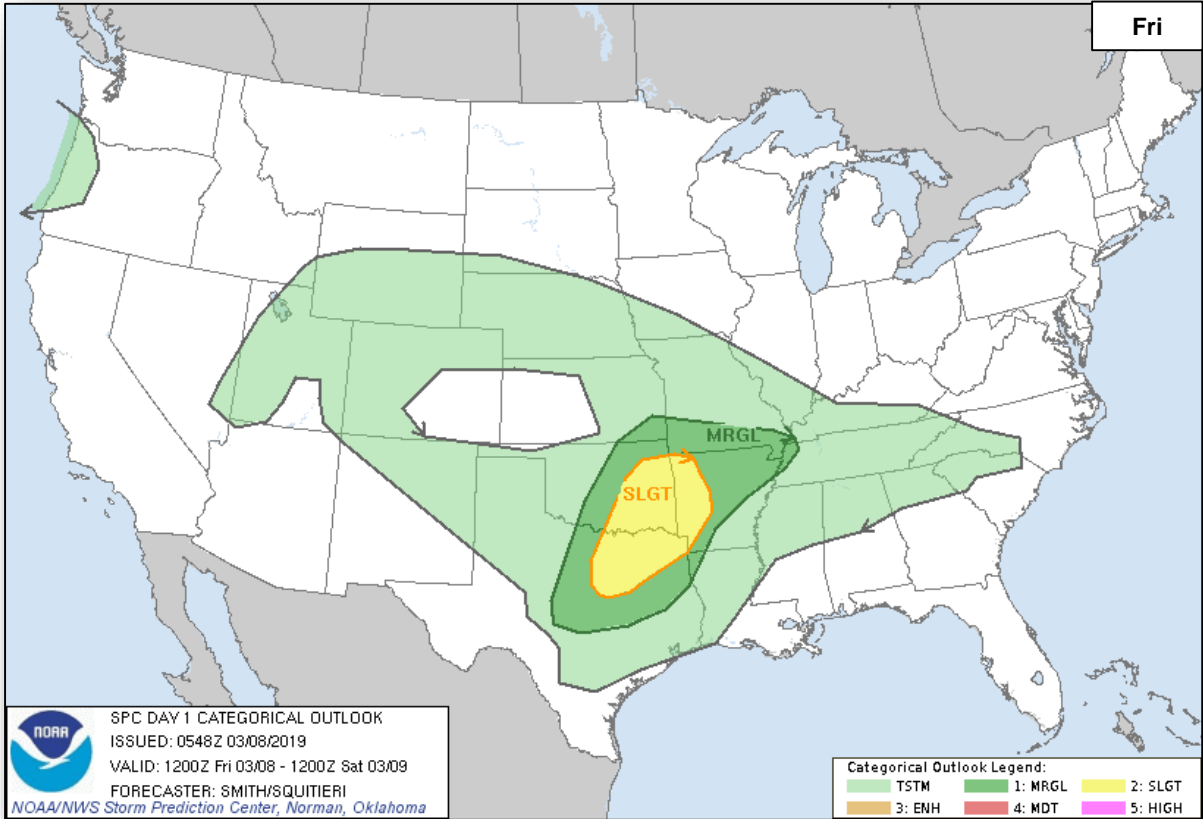 Fri
MRGL
SLGT
NOAA
SPC DAY 1 CATEGORICAL OUTLOOK
ISSUED: 0548Z 03/08/2019
VALID: 1200Z Fri 03/08 - 1200Z Sat 03/09
FORECASTER: SMITH/SQUITIERI
NOAA/NWS Storm Prediction Center, Norman, Oklahoma
Categorical Outlook Legend:
TSTM 1: MRGL 2: SLGT
3: ENH 4: MDT 5: HIGH